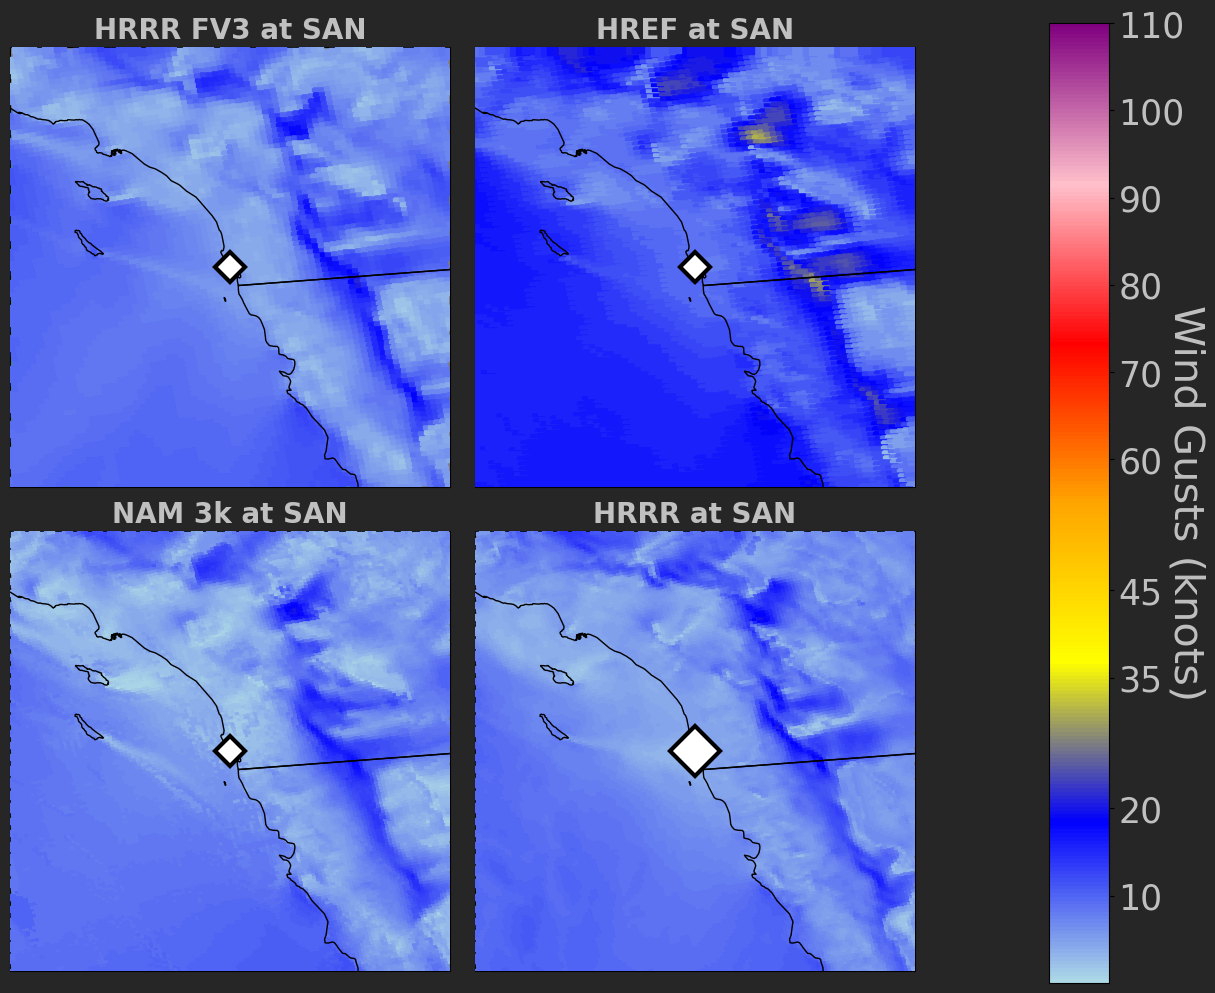 HRRR FV3 at SAN
HREF at SAN
NAM 3k at SAN
HRRR at SAN
110
100
90
80
70
60
45
35
20
10
Wind Gusts (knots)